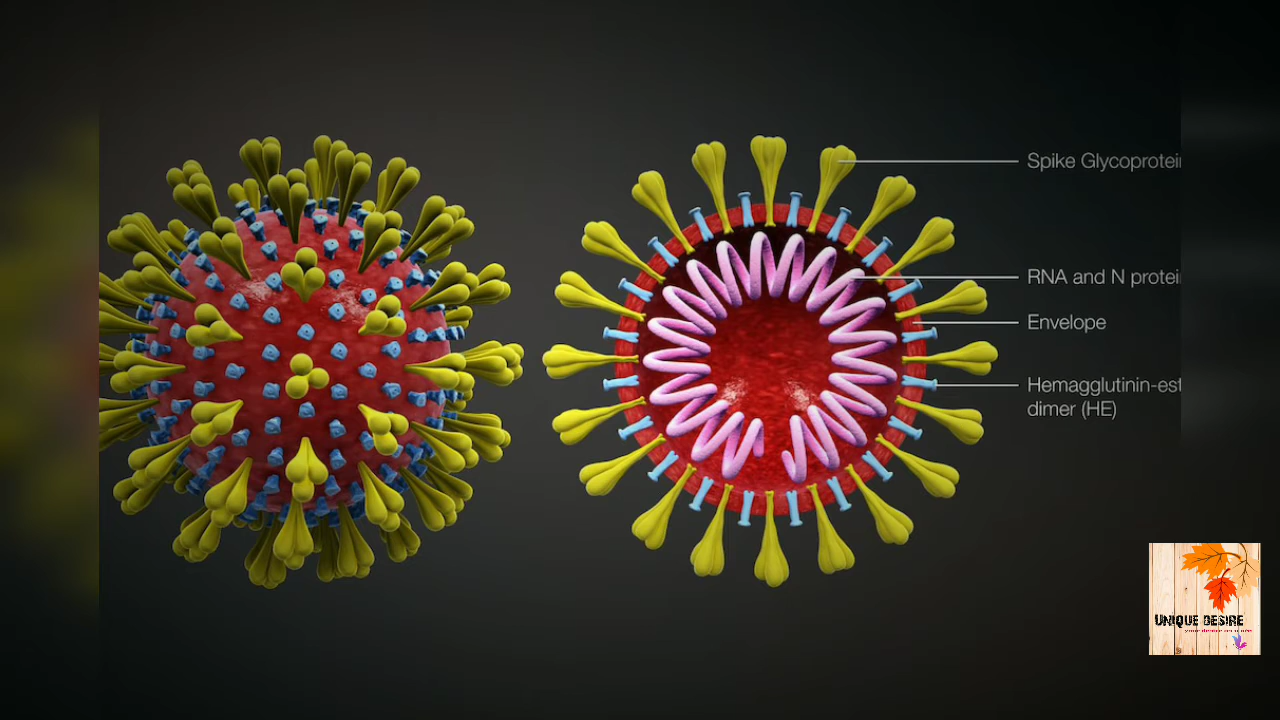 Spike Glycoprotei
RNA and N protei
Envelope
Hemagglutinin-est
dimer (HE)
UNIQUE DESIRE